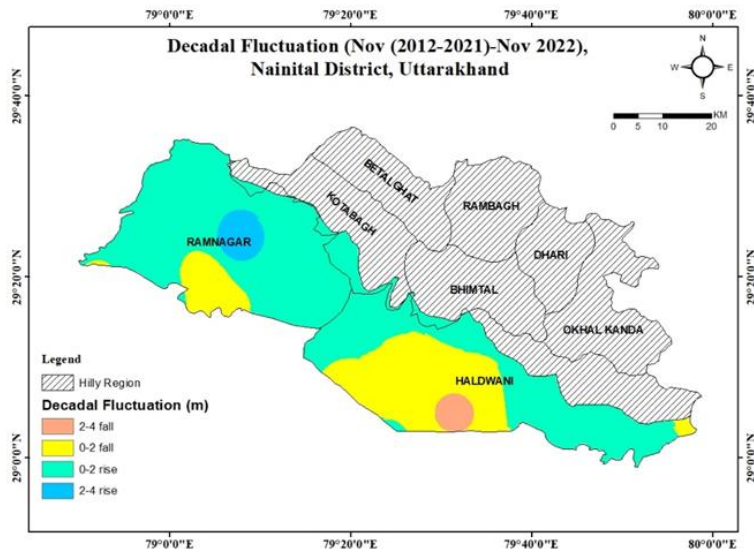 79°0'0"E 79°20'0"E 79°40'0"E 80°0'0"E
Decadal Fluctuation (Nov (2012-2021)-Nov 2022),
Nainital District, Uttarakhand
N
W E
S
KM
0 5 10 20
29°40'0"N
29°40'0"N
BETALGHAT
RAMBAGH
KOTABAGH
RAMNAGAR
DHARI
29°20'0"N
29°20'0"N
BHIMTAL
OKHAL KANDA
HALDWANI
Legend
Hilly Region
Decadal Fluctuation (m)
2-4 fall
0-2 fall
0-2 rise
2-4 rise
29°0'0"N
29°0'0"N
79°0'0"E 79°20'0"E 79°40'0"E 80°0'0"E